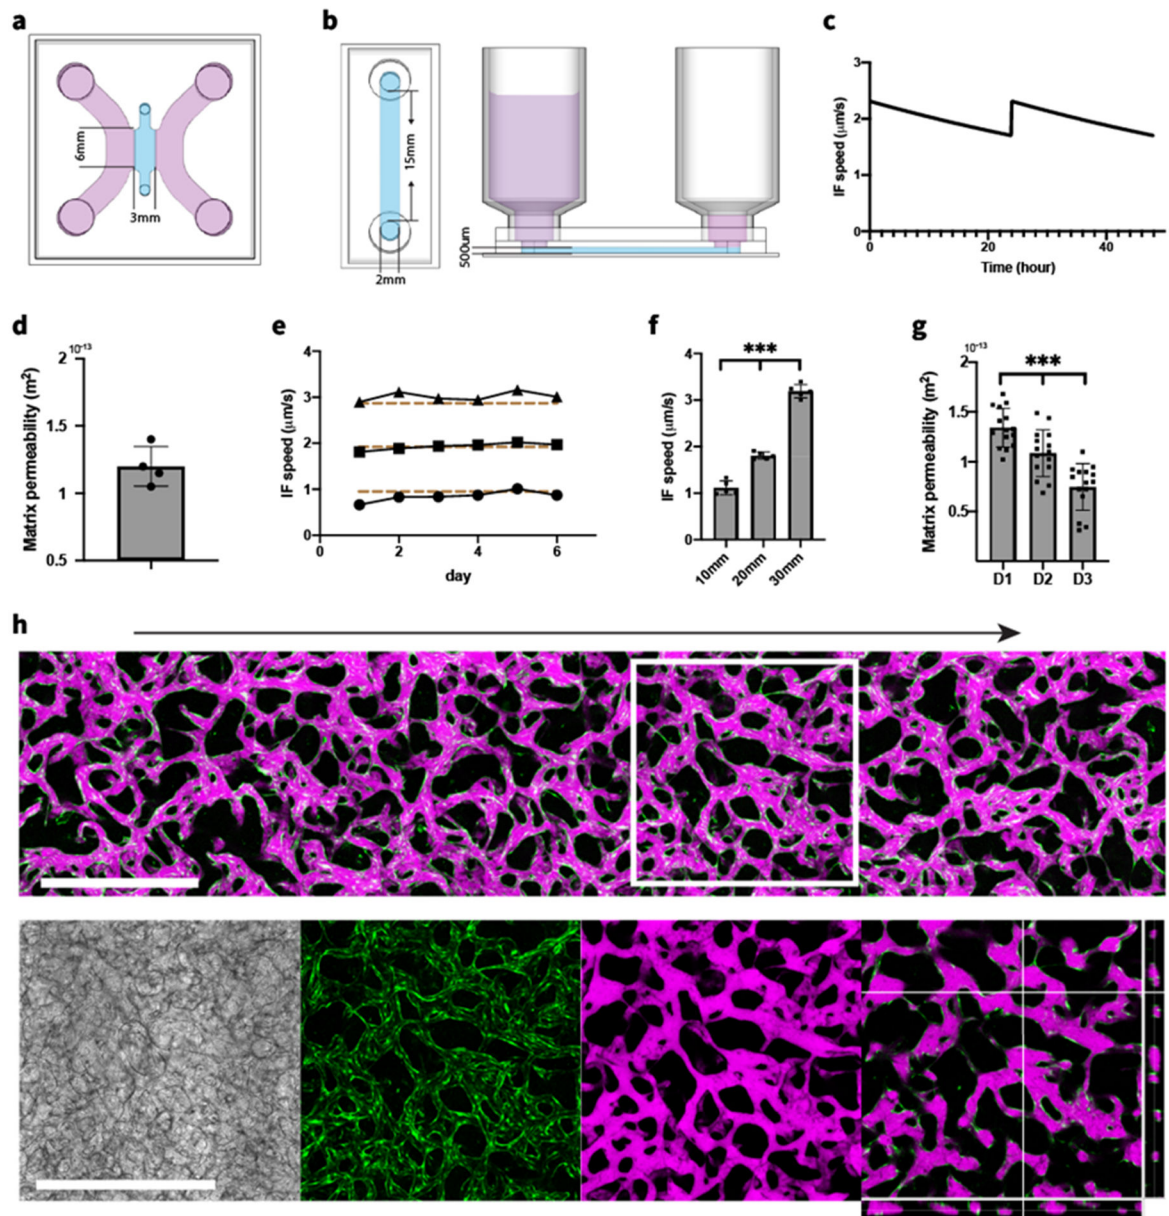 a
b
c
6mm
3mm
15mm
2mm
500um
IF speed (μm/s)
3
2
1
0
0
20
40
Time (hour)
d
e
f
g
Matrix permeability (m²)
2
10⁻¹³
1.5
1
0.5
IF speed (μm/s)
4
3
2
1
0
0
2
4
6
day
IF speed (μm/s)
4
3
2
1
0
***
10mm
20mm
30mm
Matrix permeability (m²)
10⁻¹³
2
1.5
1
0.5
***
D1
D2
D3
h